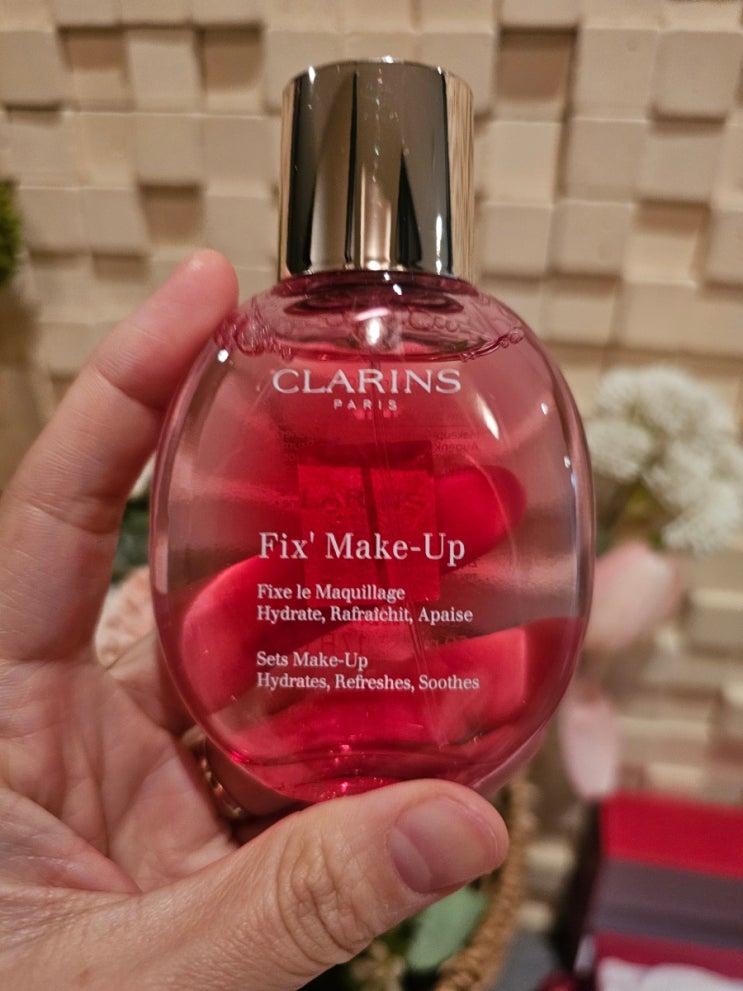 CLARINS
PARIS
Fix' Make-Up
Fixe le Maquillage
Hydrate, Rafraîchit, Apaise
Sets Make-Up
Hydrates, Refreshes, Soothes